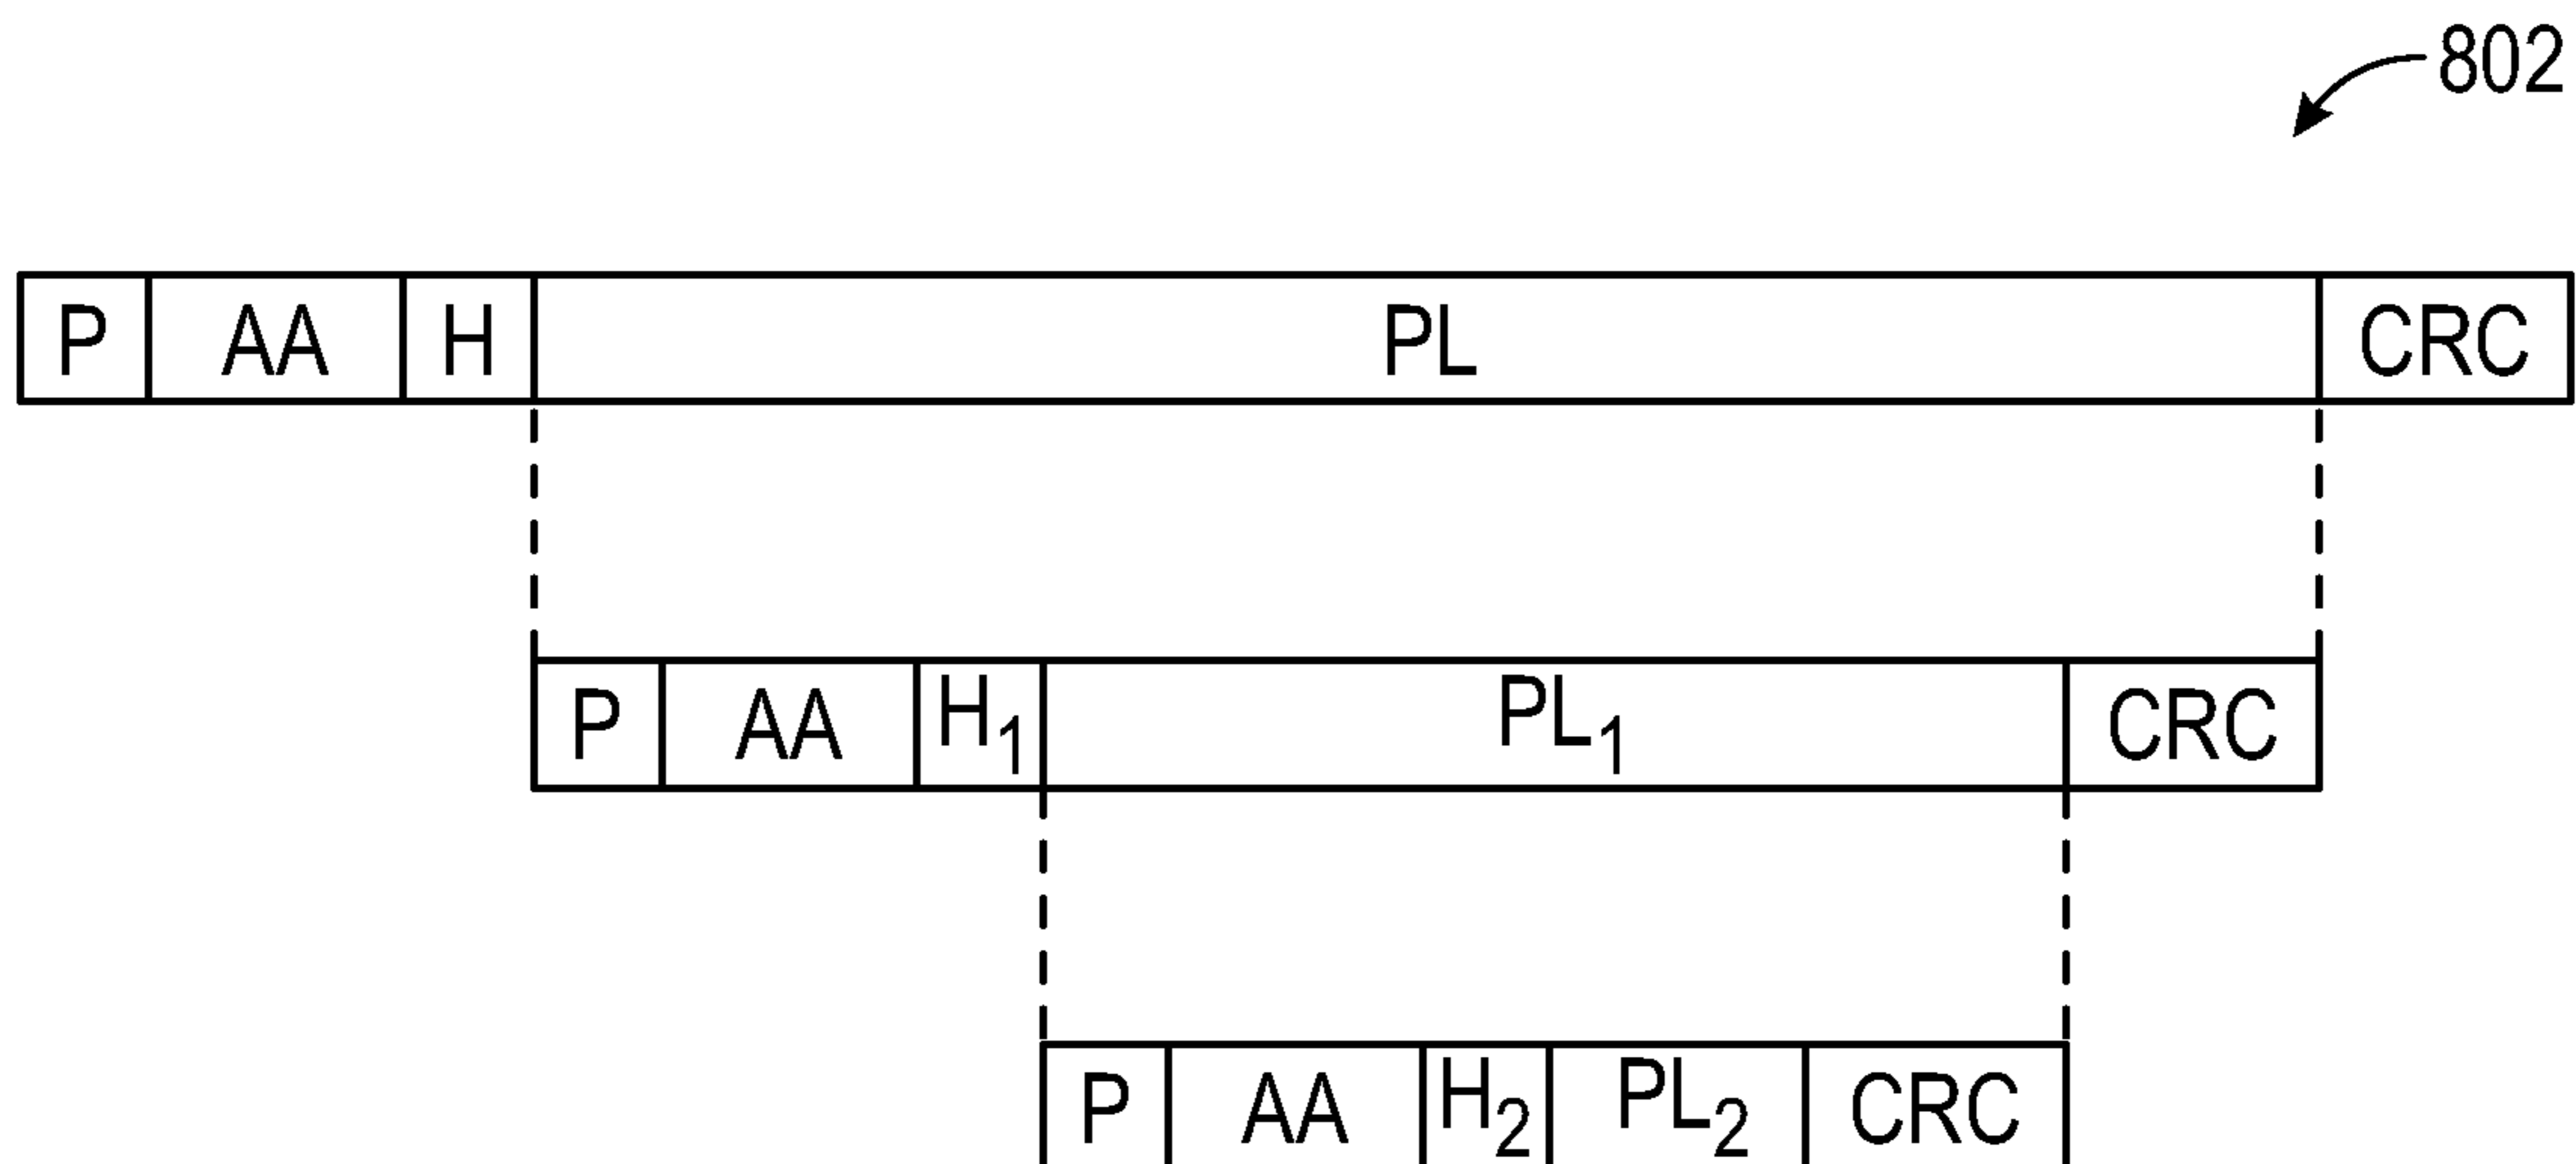 802
P AA H PL CRC
P AA H₁ PL₁ CRC
P AA H₂ PL₂ CRC